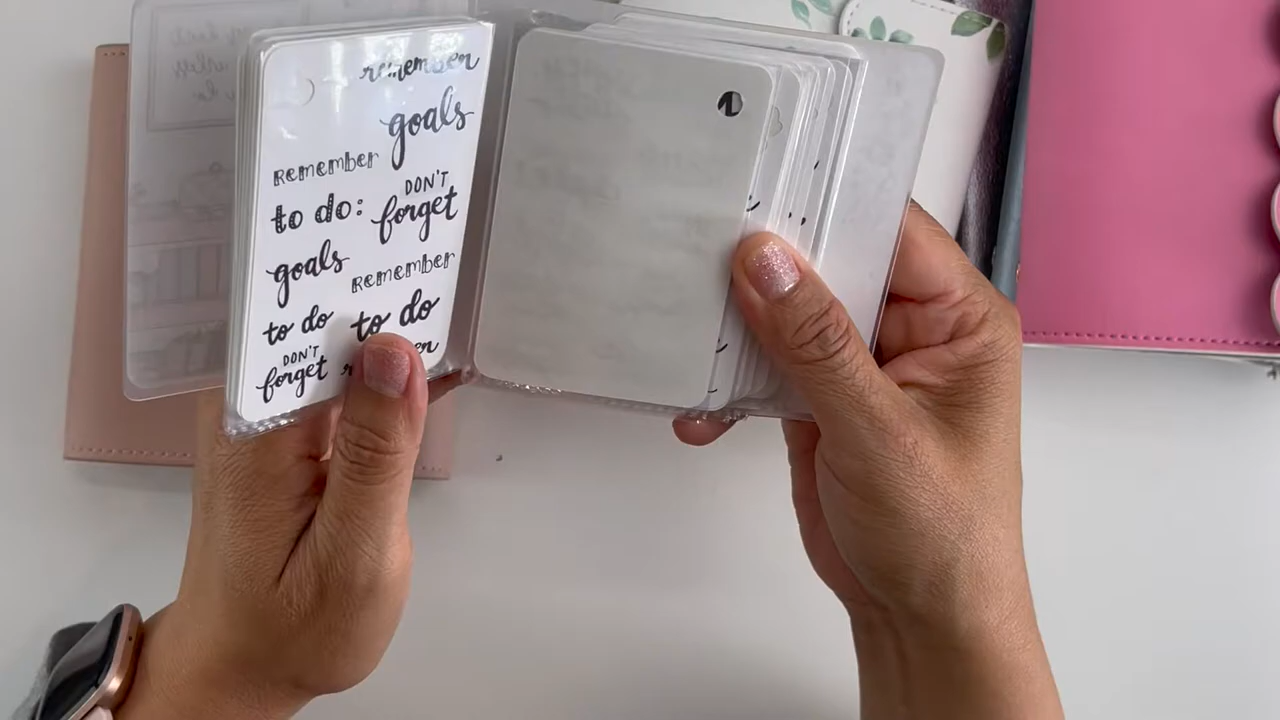 remember
goals
REMEMBER
to do:
DON'T
forget
goals
REMEMBER
to do
to do
DON'T
forget